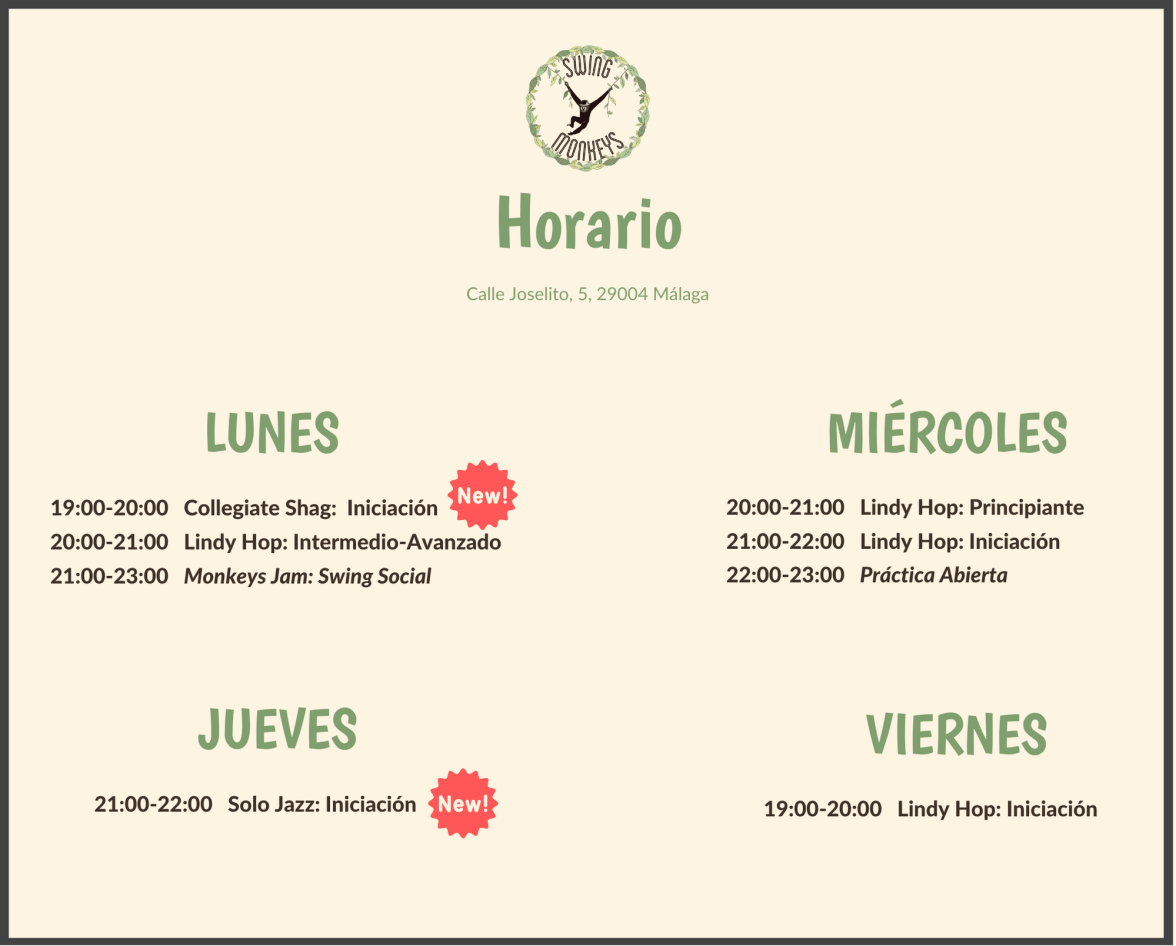 SWING
MONKEYS
Horario
Calle Joselito, 5, 29004 Málaga
LUNES
19:00-20:00 Collegiate Shag: Iniciación New!
20:00-21:00 Lindy Hop: Intermedio-Avanzado
21:00-23:00 Monkeys Jam: Swing Social
MIÉRCOLES
20:00-21:00 Lindy Hop: Principiante
21:00-22:00 Lindy Hop: Iniciación
22:00-23:00 Práctica Abierta
JUEVES
21:00-22:00 Solo Jazz: Iniciación New!
VIERNES
19:00-20:00 Lindy Hop: Iniciación